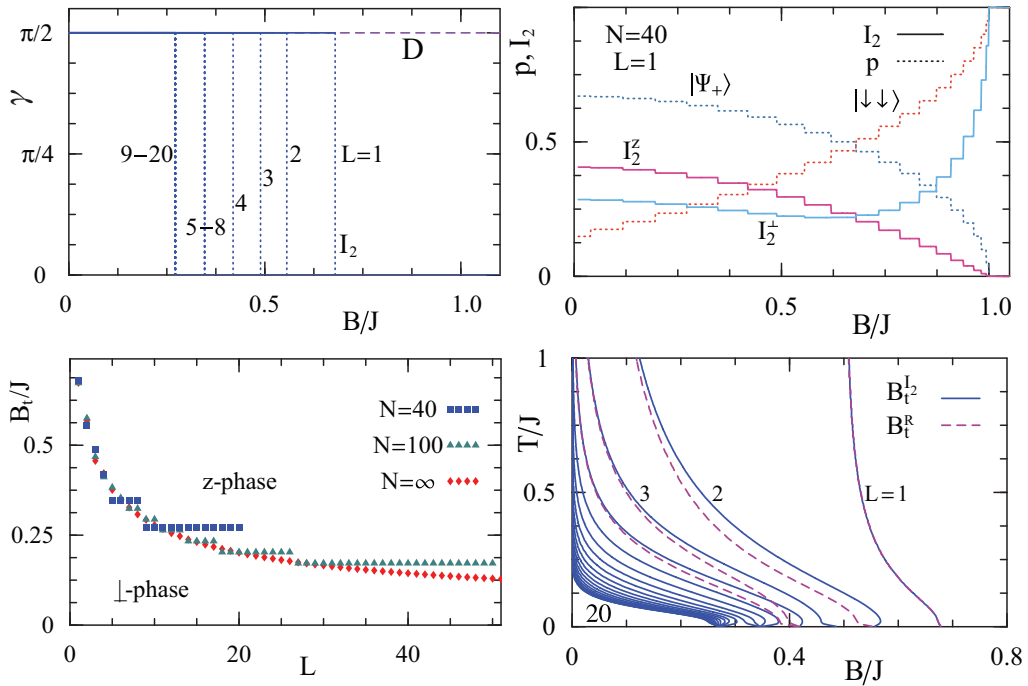 π/2
π/4
0
γ
D
9−20
5−8
4
3
2
L=1
I₂
0
0.5
1.0
B/J
p, I₂
0.5
0
N=40
L=1
I₂
p
|Ψ₊⟩
|↓↓⟩
I₂ᶻ
I₂^⊥
0
0.5
1.0
B/J
Bₜ/J
0.5
0.25
0
N=40
N=100
N=∞
z-phase
⊥-phase
0
20
40
L
T/J
1
0.5
0
Bₜ^I₂
Bₜ^R
3
2
L=1
20
0
0.4
0.8
B/J